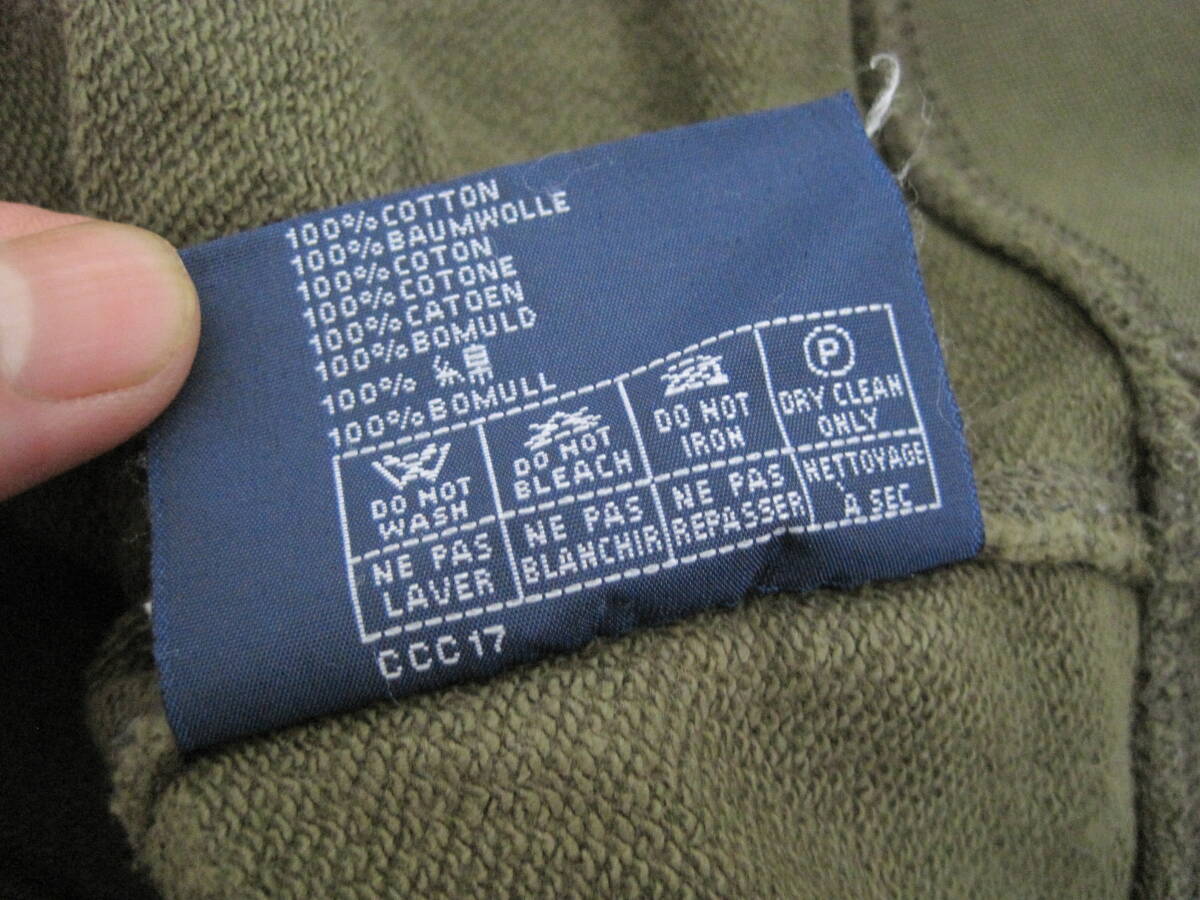 100% COTTON
100% BAUMWOLLE
100% COTON
100% COTONE
100% CATOEN
100% BOMULD
100%
100% BOMULL
DO NOT
WASH
DO NOT
BLEACH
DO NOT
IRON
P
DRY CLEAN
ONLY
NE PAS
LAVER
NE PAS
BLANCHIR
NE PAS
REPASSER
NETTOYAGE
À SEC
CCC17